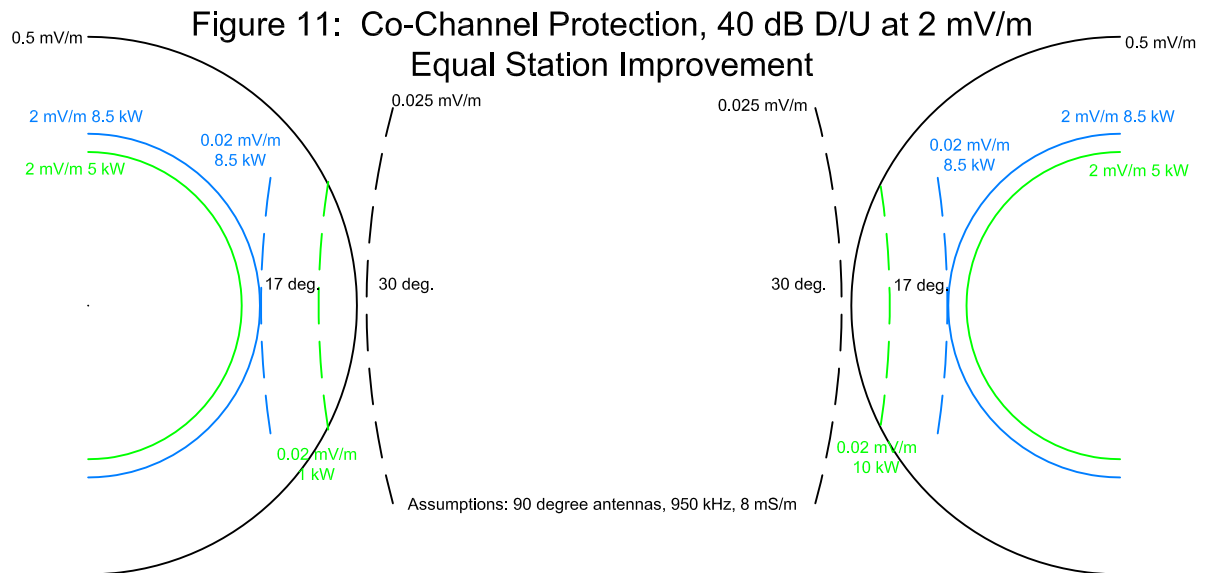 Figure 11: Co-Channel Protection, 40 dB D/U at 2 mV/m
Equal Station Improvement
0.5 mV/m
0.5 mV/m
0.025 mV/m
0.025 mV/m
2 mV/m 8.5 kW
0.02 mV/m
8.5 kW
2 mV/m 5 kW
0.02 mV/m
8.5 kW
2 mV/m 8.5 kW
2 mV/m 5 kW
17 deg.
30 deg.
30 deg.
17 deg.
0.02 mV/m
1 kW
0.02 mV/m
10 kW
Assumptions: 90 degree antennas, 950 kHz, 8 mS/m